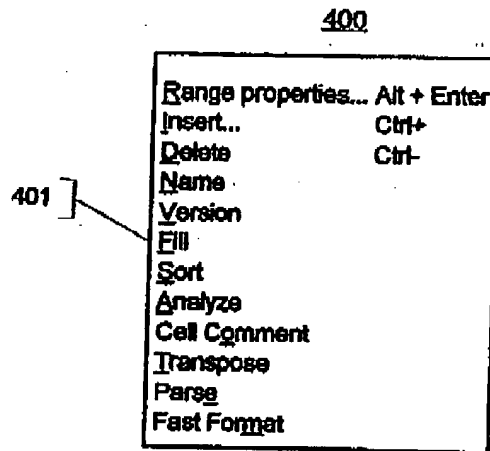 400
Range properties... Alt + Enter
Insert... Ctrl+
Delete Ctrl-
Name
Version
401
Fill
Sort
Analyze
Cell Comment
Transpose
Parse
Fast Format